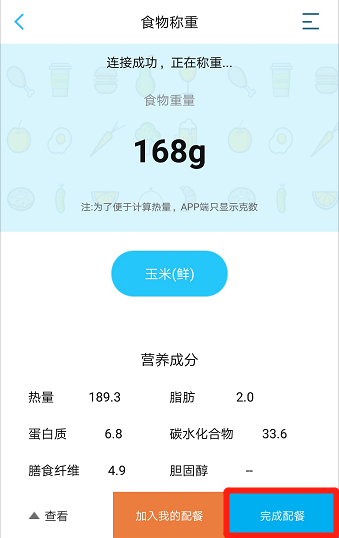 食物称重
连接成功，正在称重...
食物重量
168g
注:为了便于计算热量，APP端只显示克数
玉米(鲜)
营养成分
热量 189.3 脂肪 2.0
蛋白质 6.8 碳水化合物 33.6
膳食纤维 4.9 胆固醇 --
查看 加入我的配餐 完成配餐